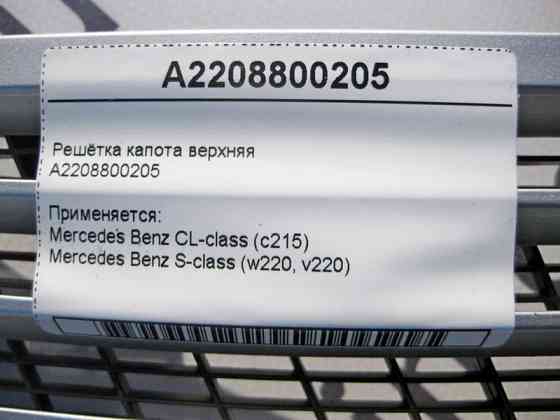 A2208800205
Решётка капота верхняя
A2208800205
Применяется:
Mercedes Benz CL-class (c215)
Mercedes Benz S-class (w220, v220)